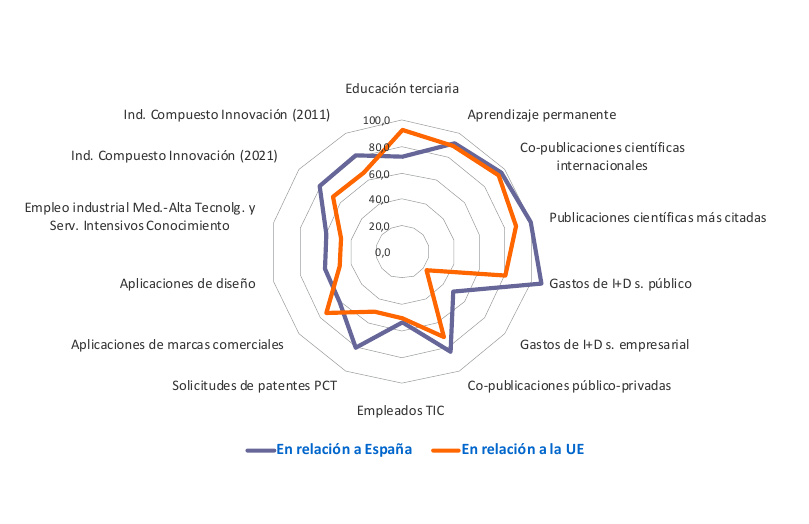 Educación terciaria
Ind. Compuesto Innovación (2011)
Aprendizaje permanente
100,0
80,0
60,0
40,0
20,0
0,0
Co-publicaciones científicas
internacionales
Ind. Compuesto Innovación (2021)
Empleo industrial Med.-Alta Tecnolg. y
Serv. Intensivos Conocimiento
Publicaciones científicas más citadas
Aplicaciones de diseño
Gastos de I+D s. público
Aplicaciones de marcas comerciales
Gastos de I+D s. empresarial
Solicitudes de patentes PCT
Co-publicaciones público-privadas
Empleados TIC
En relación a España
En relación a la UE